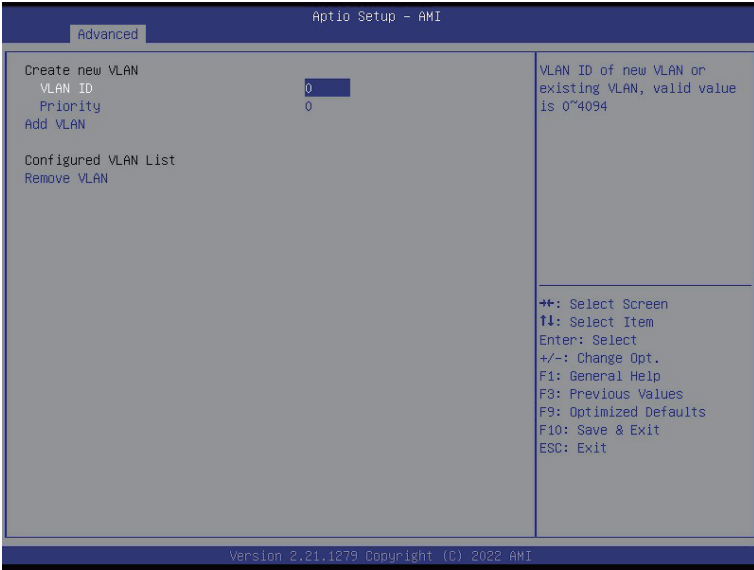 Aptio Setup – AMI
Advanced
Create new VLAN
VLAN ID 0
Priority 0
Add VLAN
Configured VLAN List
Remove VLAN
VLAN ID of new VLAN or
existing VLAN, valid value
is 0~4094
→←: Select Screen
↑↓: Select Item
Enter: Select
+/-: Change Opt.
F1: General Help
F3: Previous Values
F9: Optimized Defaults
F10: Save & Exit
ESC: Exit
Version 2.21.1279 Copyright (C) 2022 AMI